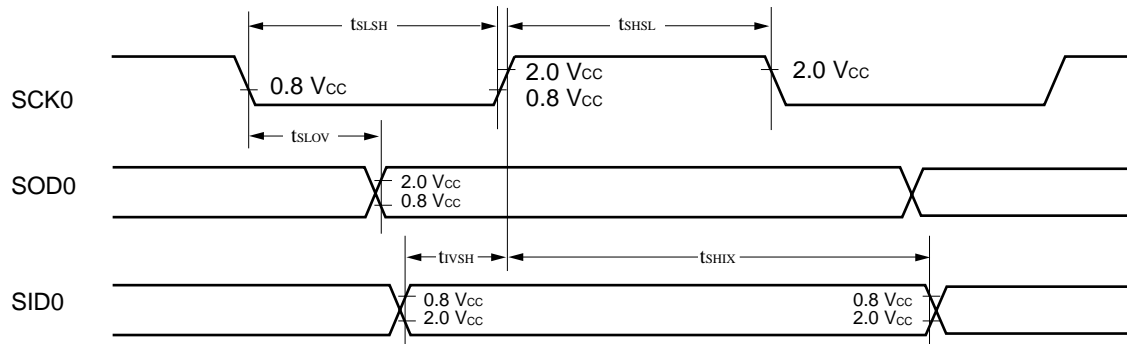 tSLSH tSHSL
SCK0 0.8 VCC 2.0 VCC 2.0 VCC
0.8 VCC
tSLOV
SOD0 2.0 VCC
0.8 VCC
tIVSH tSHIX
SID0 0.8 VCC 0.8 VCC
2.0 VCC 2.0 VCC